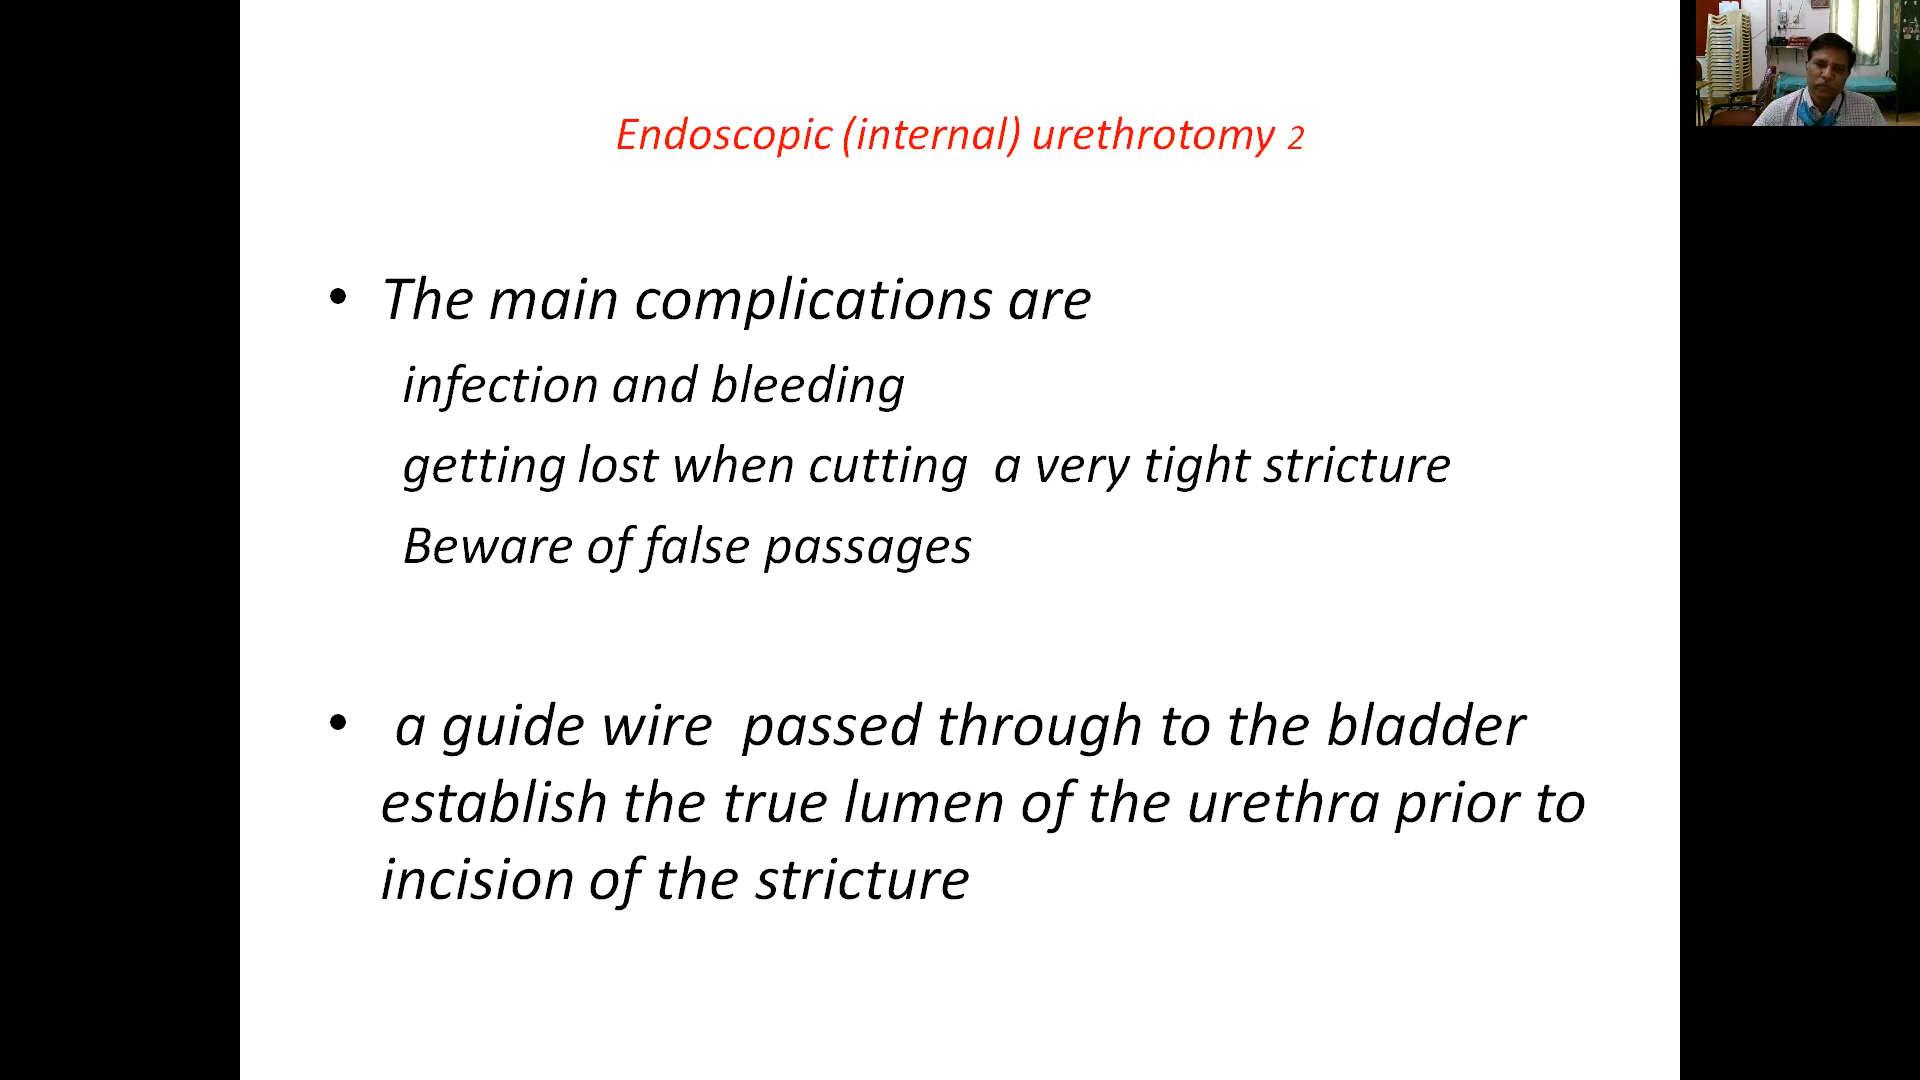 Endoscopic (internal) urethrotomy 2
• The main complications are
infection and bleeding
getting lost when cutting a very tight stricture
Beware of false passages
• a guide wire passed through to the bladder
establish the true lumen of the urethra prior to
incision of the stricture